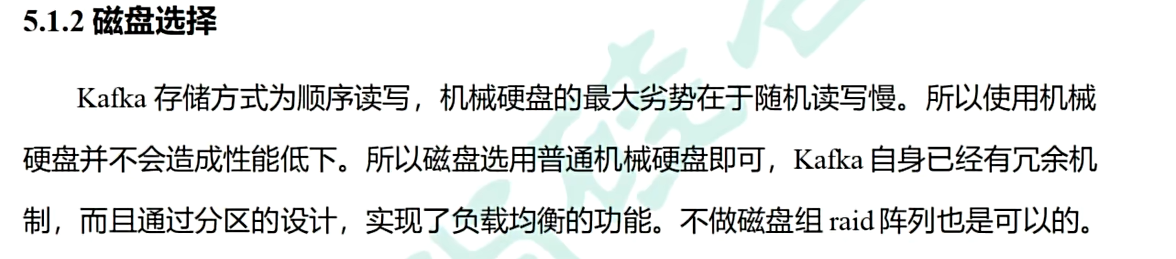 5.1.2 磁盘选择
Kafka 存储方式为顺序读写，机械硬盘的最大劣势在于随机读写慢。所以使用机械
硬盘并不会造成性能低下。所以磁盘选用普通机械硬盘即可，Kafka 自身已经有冗余机
制，而且通过分区的设计，实现了负载均衡的功能。不做磁盘组 raid 阵列也是可以的。